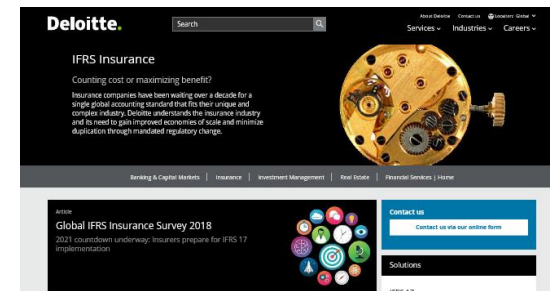 Deloitte.
Search
About Deloitte Contact us Location: Global
Services Industries Careers
IFRS Insurance
Counting cost or maximizing benefit?
Insurance companies have been waiting over a decade for a
single global accounting standard that fits their unique and
complex industry. Deloitte understands the insurance industry
and its need to gain improved economies of scale and minimize
duplication through mandated regulatory change.
Banking & Capital Markets | Insurance | Investment Management | Real Estate | Financial Services | Home
Article
Global IFRS Insurance Survey 2018
2021 countdown underway: Insurers prepare for IFRS 17
implementation
Contact us
Contact us via our online form
Solutions